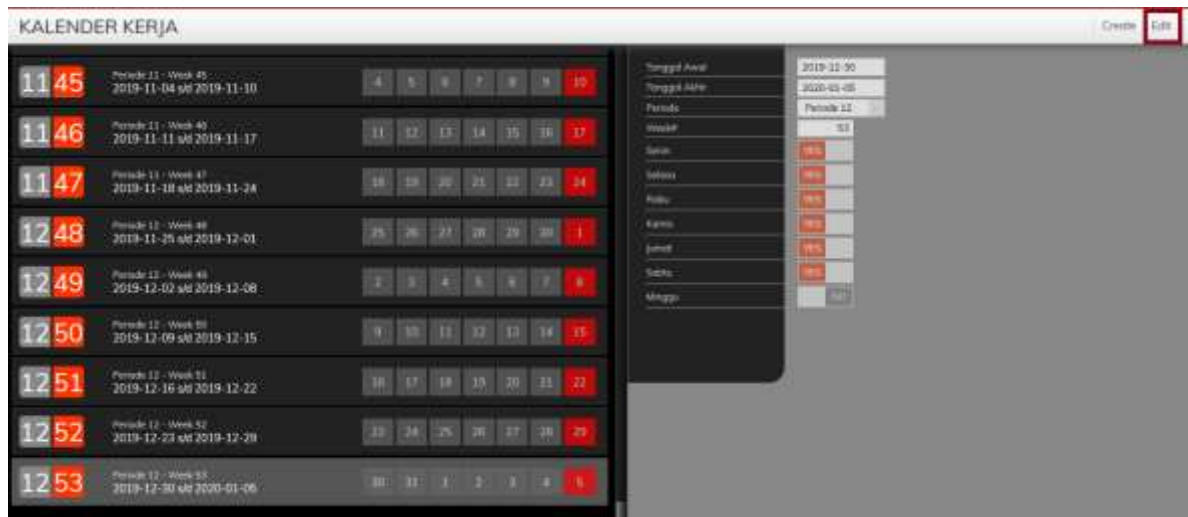 KALENDER KERJA
Create Edit
11 45 Periode 11 - Week 45
2019-11-04 s/d 2019-11-10
4 5 6 7 8 9 10
11 46 Periode 11 - Week 46
2019-11-11 s/d 2019-11-17
11 12 13 14 15 16 17
11 47 Periode 11 - Week 47
2019-11-18 s/d 2019-11-24
18 19 20 21 22 23 24
12 48 Periode 12 - Week 48
2019-11-25 s/d 2019-12-01
25 26 27 28 29 30 1
12 49 Periode 12 - Week 49
2019-12-02 s/d 2019-12-08
2 3 4 5 6 7 8
12 50 Periode 12 - Week 50
2019-12-09 s/d 2019-12-15
9 10 11 12 13 14 15
12 51 Periode 12 - Week 51
2019-12-16 s/d 2019-12-22
16 17 18 19 20 21 22
12 52 Periode 12 - Week 52
2019-12-23 s/d 2019-12-29
23 24 25 26 27 28 29
12 53 Periode 12 - Week 53
2019-12-30 s/d 2020-01-05
30 31 1 2 3 4 5
Tanggal Awal 2019-12-30
Tanggal Akhir 2020-01-05
Periode Periode 12
Week# 53
Senin YES
Selasa YES
Rabu YES
Kamis YES
Jumat YES
Sabtu YES
Minggu NO